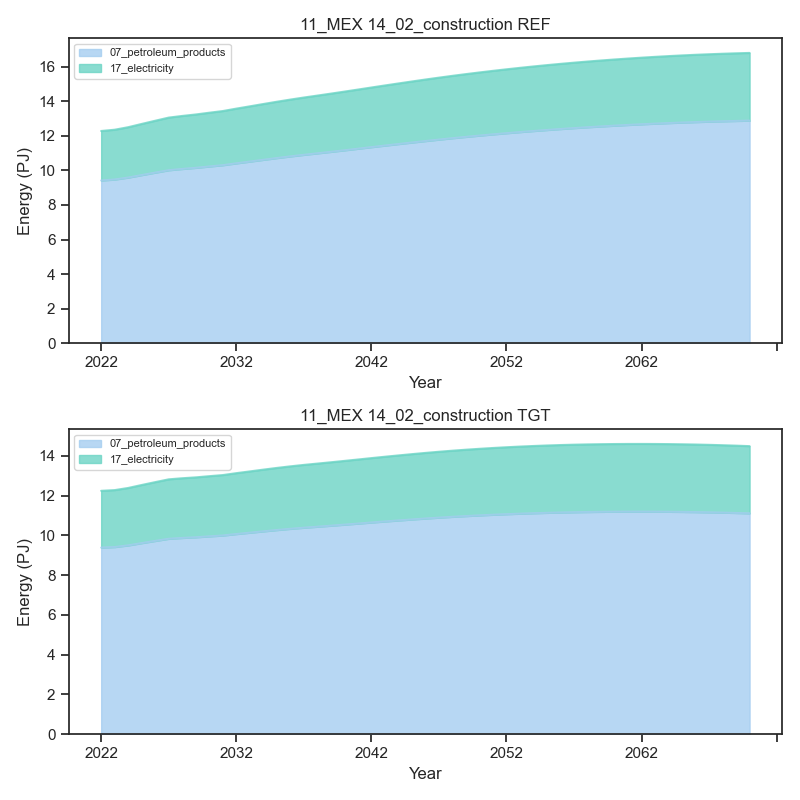 11_MEX 14_02_construction REF
07_petroleum_products
17_electricity
16
14
12
10
8
6
4
2
0
Energy (PJ)
2022 2032 2042 2052 2062
Year
11_MEX 14_02_construction TGT
07_petroleum_products
17_electricity
14
12
10
8
6
4
2
0
Energy (PJ)
2022 2032 2042 2052 2062
Year